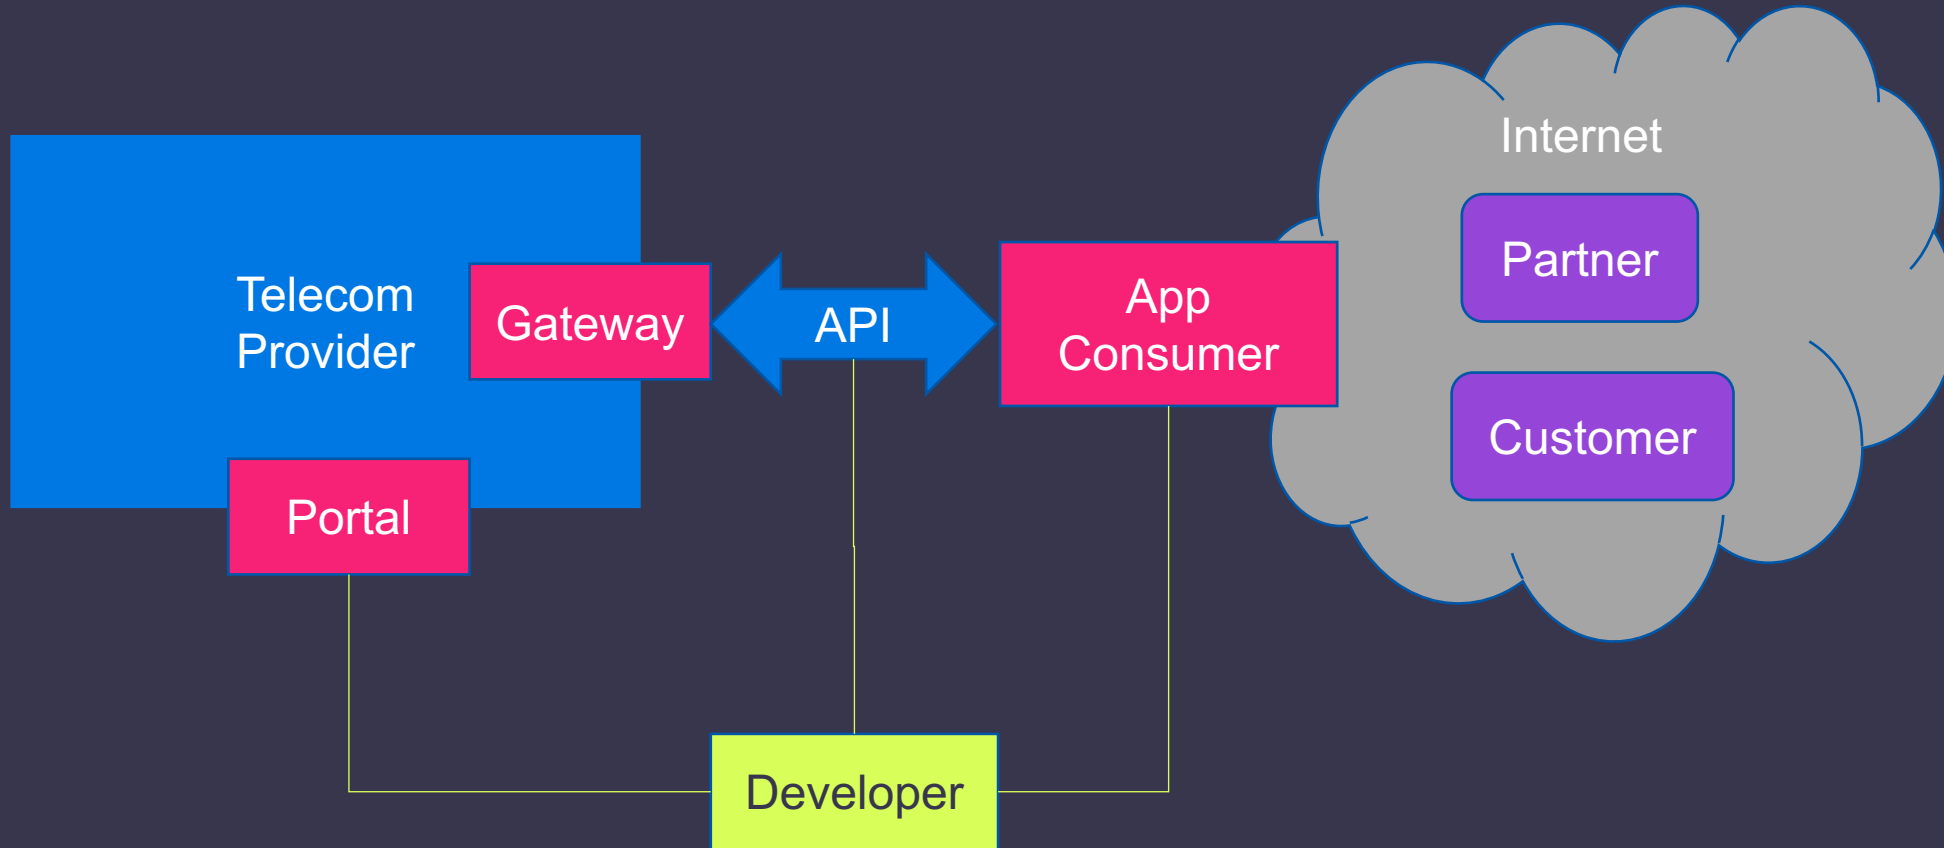 Internet
Partner
Telecom
Provider
Gateway
API
App
Consumer
Customer
Portal
Developer